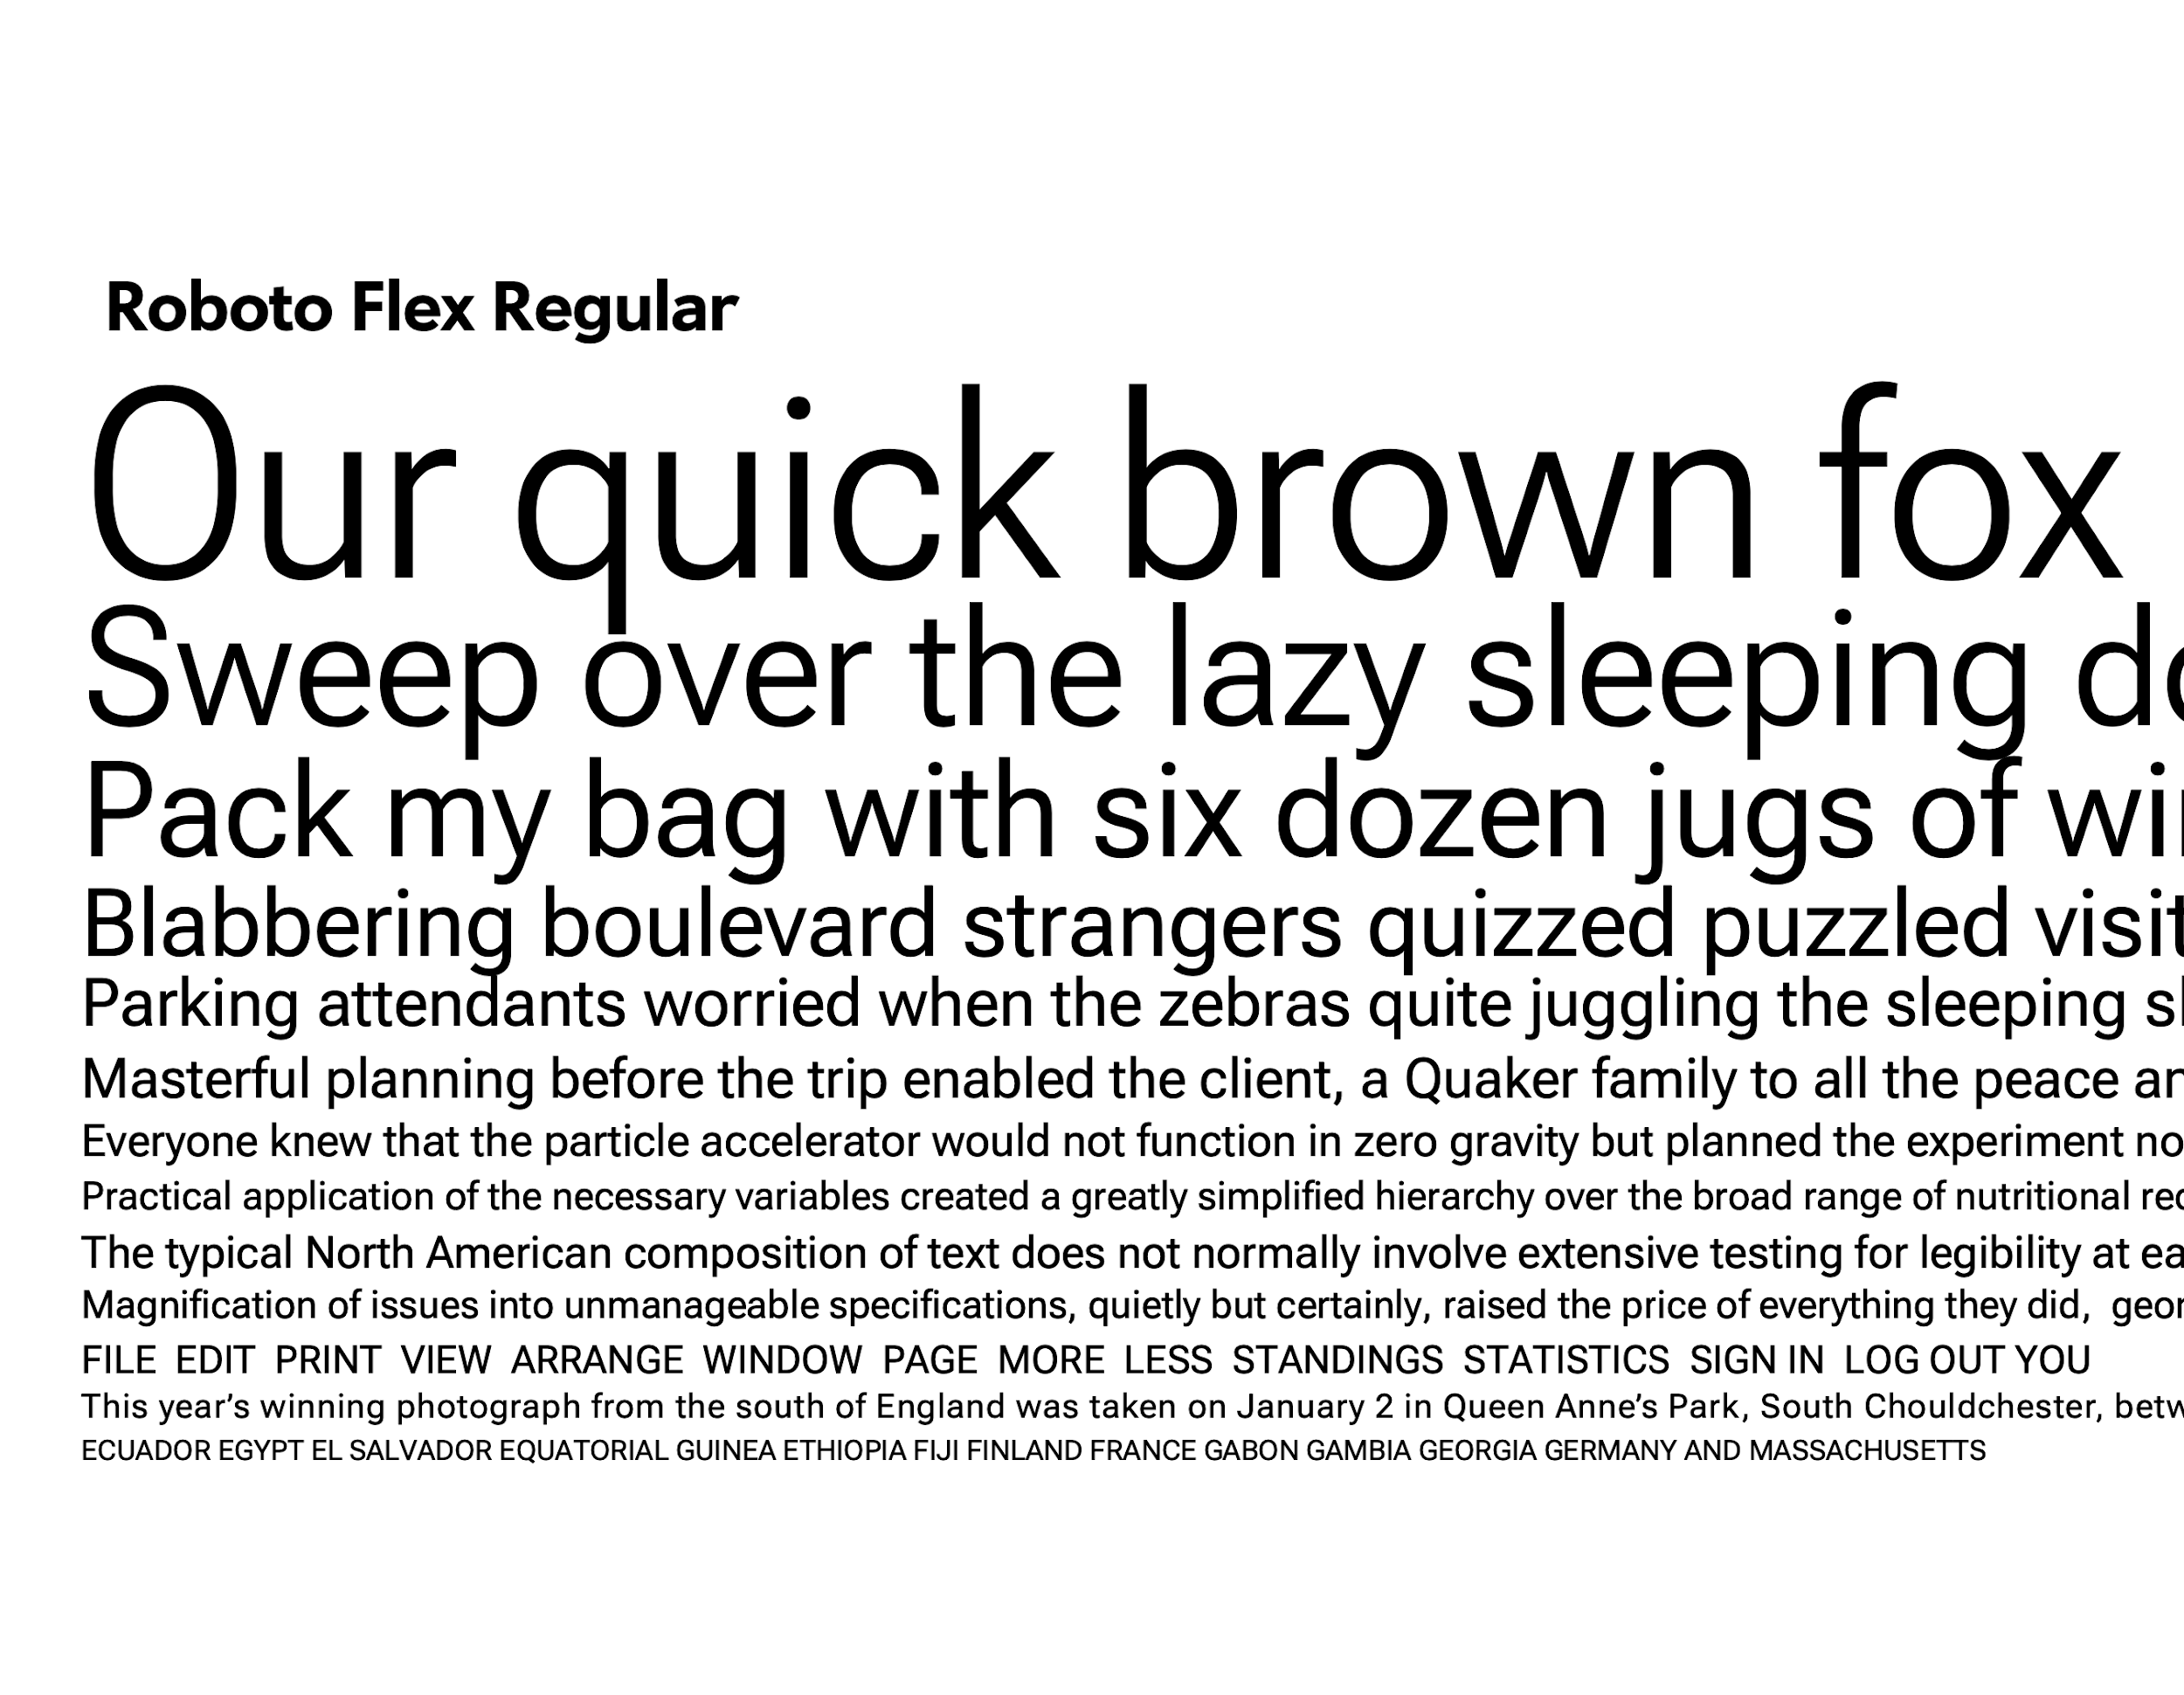 Roboto Flex Regular
Our quick brown fox
Sweep over the lazy sleeping
Pack my bag with six dozen jugs of
Blabbering boulevard strangers quizzed puzzled
Parking attendants worried when the zebras quite juggling the sleeping
Masterful planning before the trip enabled the client, a Quaker family to all the peace
Everyone knew that the particle accelerator would not function in zero gravity but planned the experiment
Practical application of the necessary variables created a greatly simplified hierarchy over the broad range of nutritional
The typical North American composition of text does not normally involve extensive testing for legibility at
Magnification of issues into unmanageable specifications, quietly but certainly, raised the price of everything they did,
FILE EDIT PRINT VIEW ARRANGE WINDOW PAGE MORE LESS STANDINGS STATISTICS SIGN IN LOG OUT YOU
This year’s winning photograph from the south of England was taken on January 2 in Queen Anne’s Park, South Chouldchester,
ECUADOR EGYPT EL SALVADOR EQUATORIAL GUINEA ETHIOPIA FIJI FINLAND FRANCE GABON GAMBIA GEORGIA GERMANY AND MASSACHUSETTS